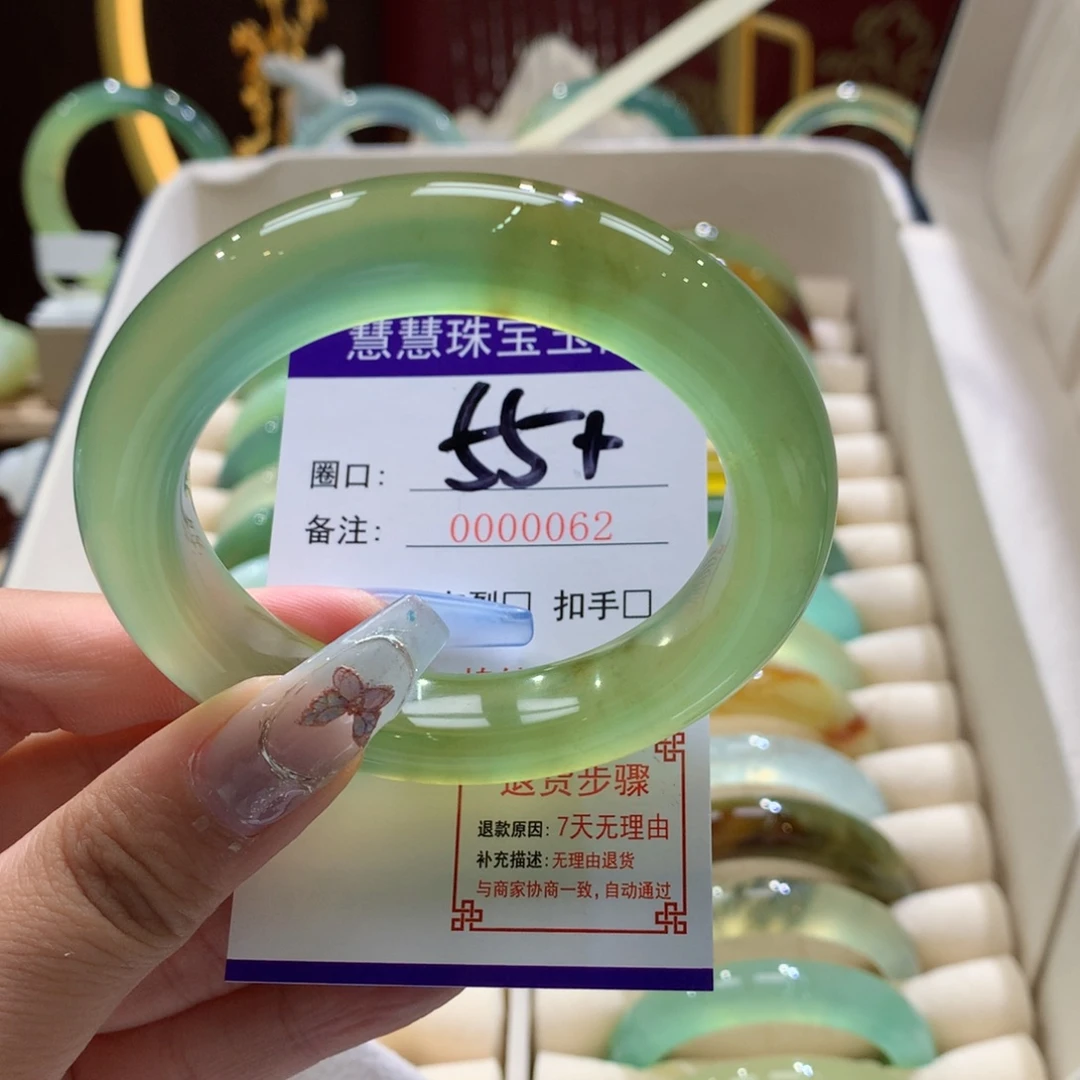 慧慧珠宝玉
55+
圈口：
备注： 0000062
裂□ 扣手□
退货步骤
退款原因：7天无理由
补充描述：无理由退货
与商家协商一致，自动通过